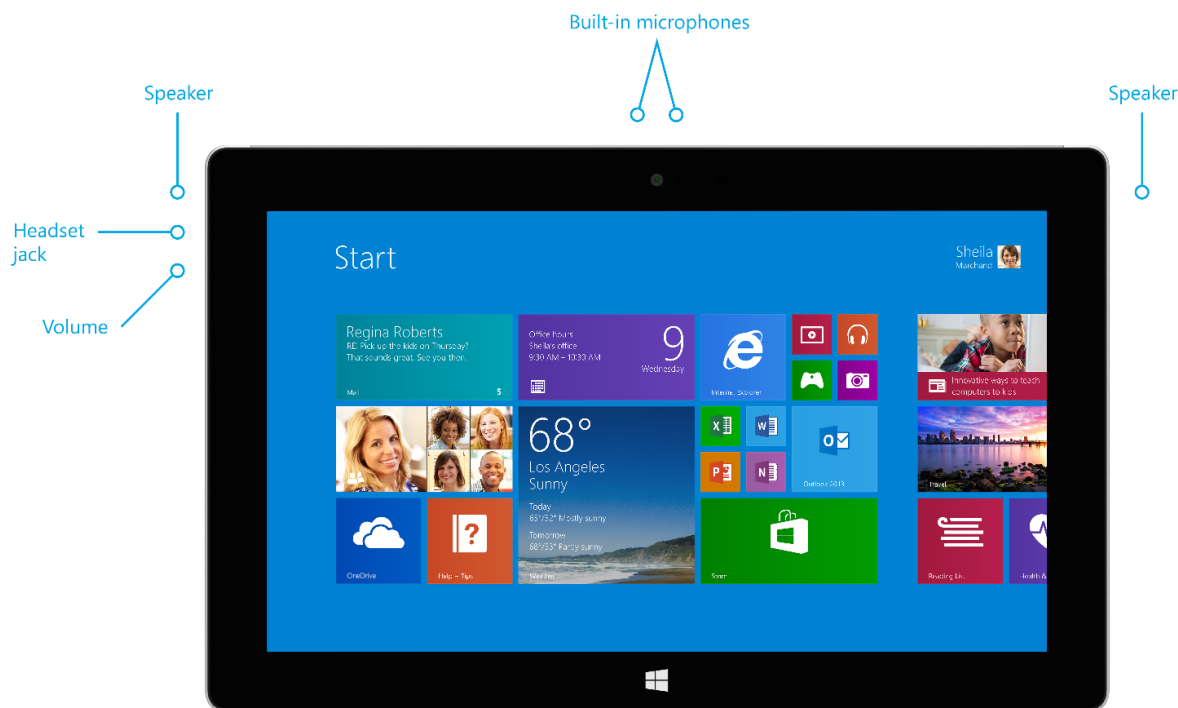 Built-in microphones
Speaker
Speaker
Headset
jack
Volume
Start
Sheila
Marchand
Regina Roberts
RE: Pick up the kids on Thursday?
That sounds great. See you then.
Mail
5
Office hours
Sheila's office
9:30 AM – 10:30 AM
9
Wednesday
Internet Explorer
Innovative ways to teach
computers to kids
68°
Los Angeles
Sunny
Today
65°/52° Mostly sunny
Tomorrow
68°/53° Partly sunny
Weather
Outlook 2013
Travel
OneDrive
Help + Tips
Store
Reading List
Health &